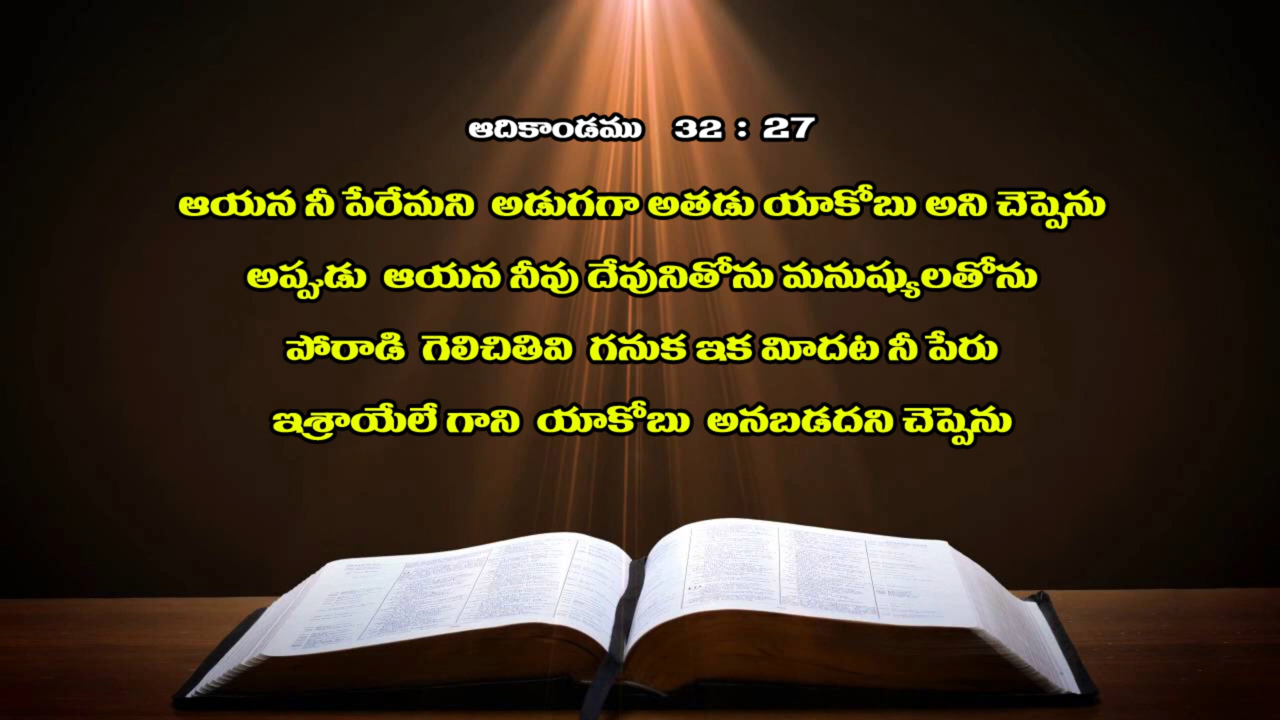 ఆదికాండము 32 : 27
ఆయన నీ పేరేమని అడుగగా అతడు యాకోబు అని చెప్పెను
అప్పుడు ఆయన నీవు దేవునితోను మనుష్యులతోను
పోరాడి గెలిచితివి గనుక ఇక మీదట నీ పేరు
ఇశ్రాయేలే గాని యాకోబు అనబడదని చెప్పెను